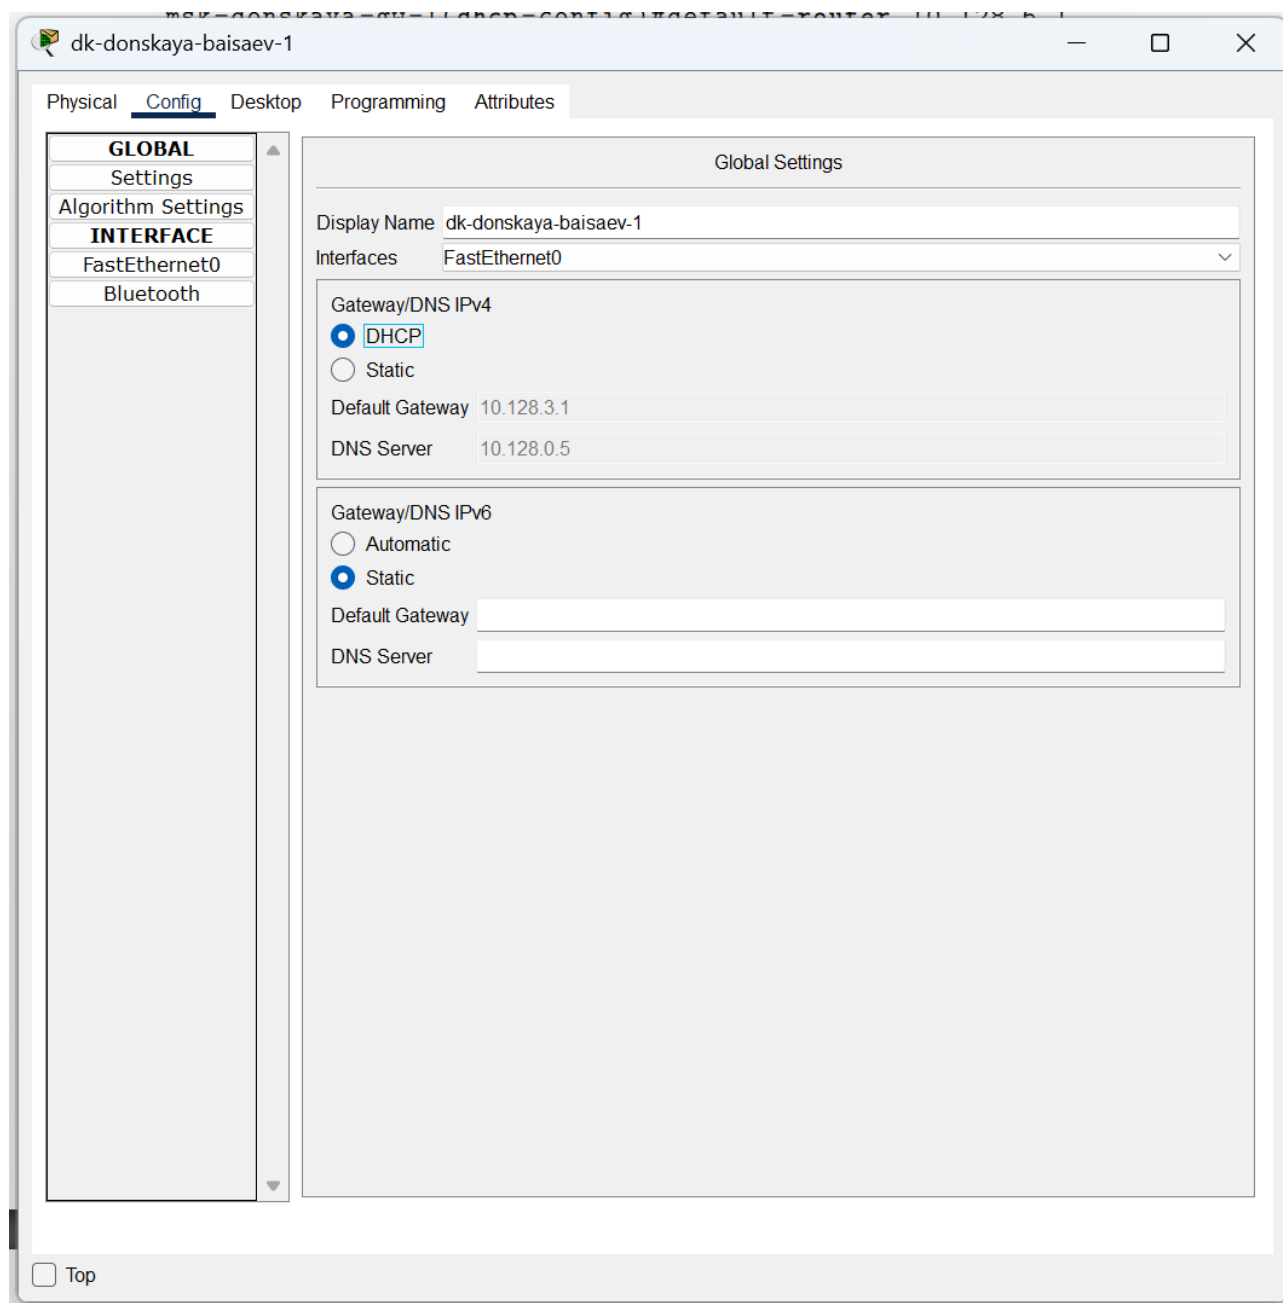 dk-donskaya-baisaev-1
Physical Config Desktop Programming Attributes
GLOBAL
Settings
Algorithm Settings
INTERFACE
FastEthernet0
Bluetooth
Global Settings
Display Name dk-donskaya-baisaev-1
Interfaces FastEthernet0
Gateway/DNS IPv4
DHCP
Static
Default Gateway 10.128.3.1
DNS Server 10.128.0.5
Gateway/DNS IPv6
Automatic
Static
Default Gateway
DNS Server
Top